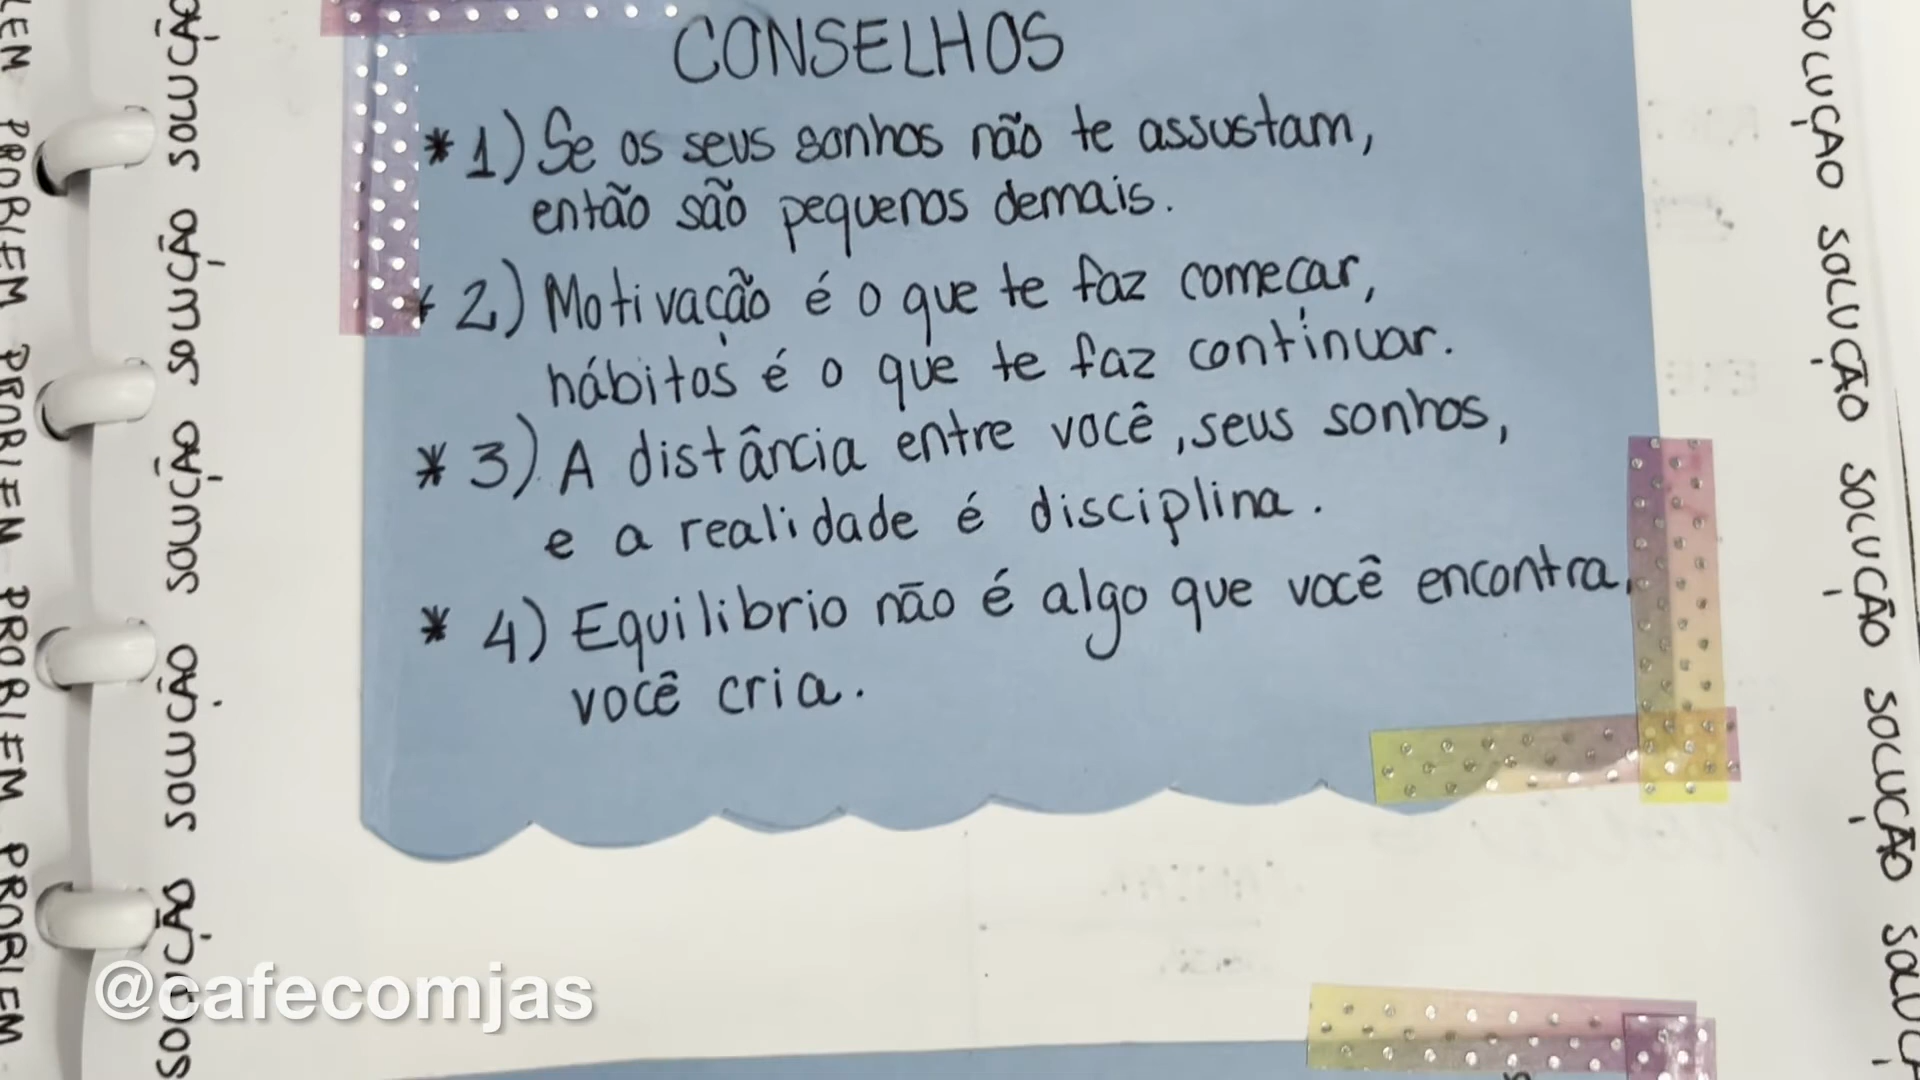 CONSELHOS
* 1) Se os seus sonhos não te assustam,
então são pequenos demais.
* 2) Motivação é o que te faz começar,
hábitos é o que te faz continuar.
* 3) A distância entre você, seus sonhos,
e a realidade é disciplina.
* 4) Equilibrio não é algo que você encontra,
você cria.
SOLUÇÃO SOLUÇÃO SOLUÇÃO SOLUÇÃO SOLUÇÃO
PROBLEM PROBLEM PROBLEM PROBLEM
SOLUÇÃO SOLUÇÃO SOLUÇÃO SOLUÇÃO
@cafecomjas